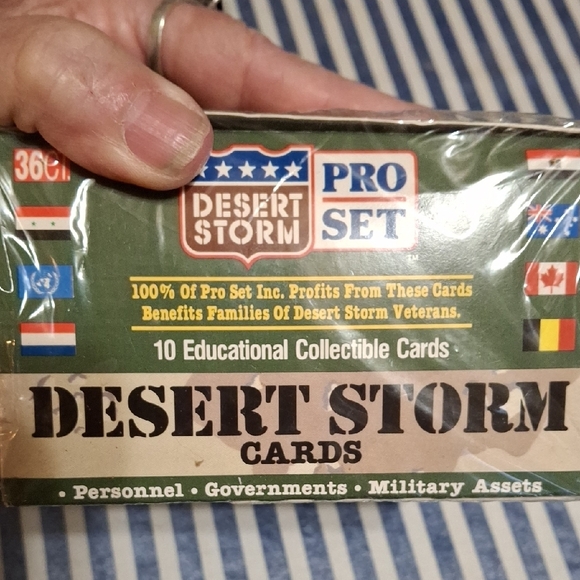 36ct.
DESERT
STORM
PRO
SET
TM
100% Of Pro Set Inc. Profits From These Cards
Benefits Families Of Desert Storm Veterans.
10 Educational Collectible Cards
DESERT STORM
CARDS
• Personnel • Governments • Military Assets